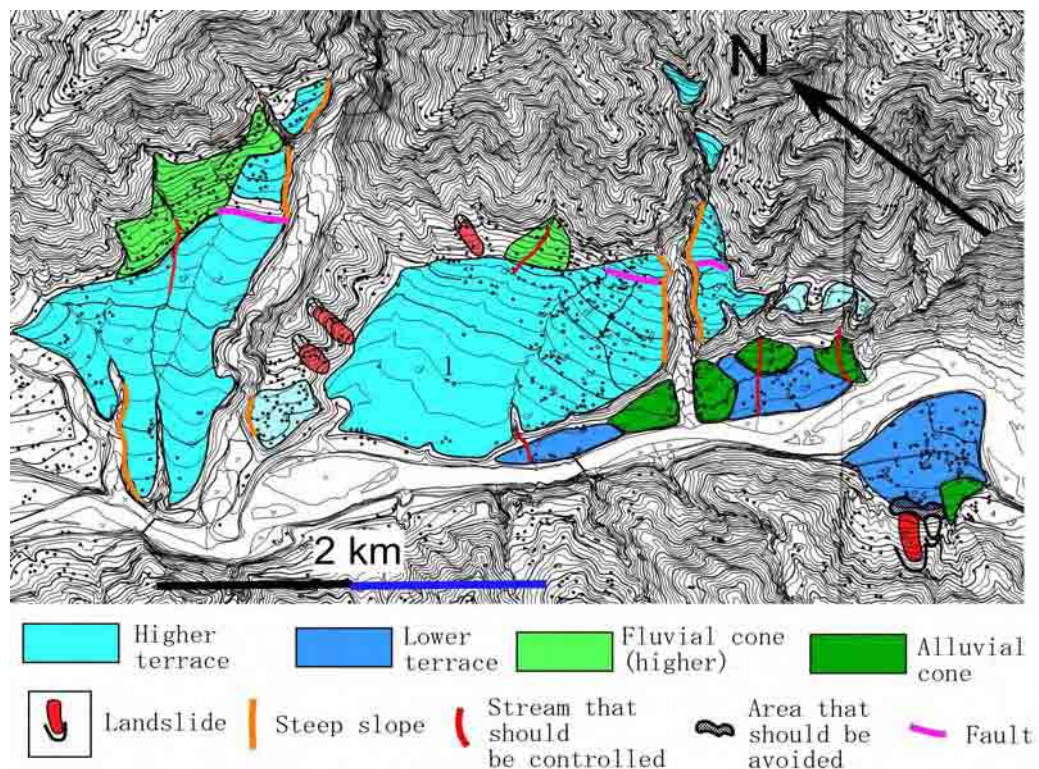 N
1
2 km
Higher
terrace
Lower
terrace
Fluvial cone
(higher)
Alluvial
cone
Landslide
Steep slope
Stream that
should
be controlled
Area that
should be
avoided
Fault